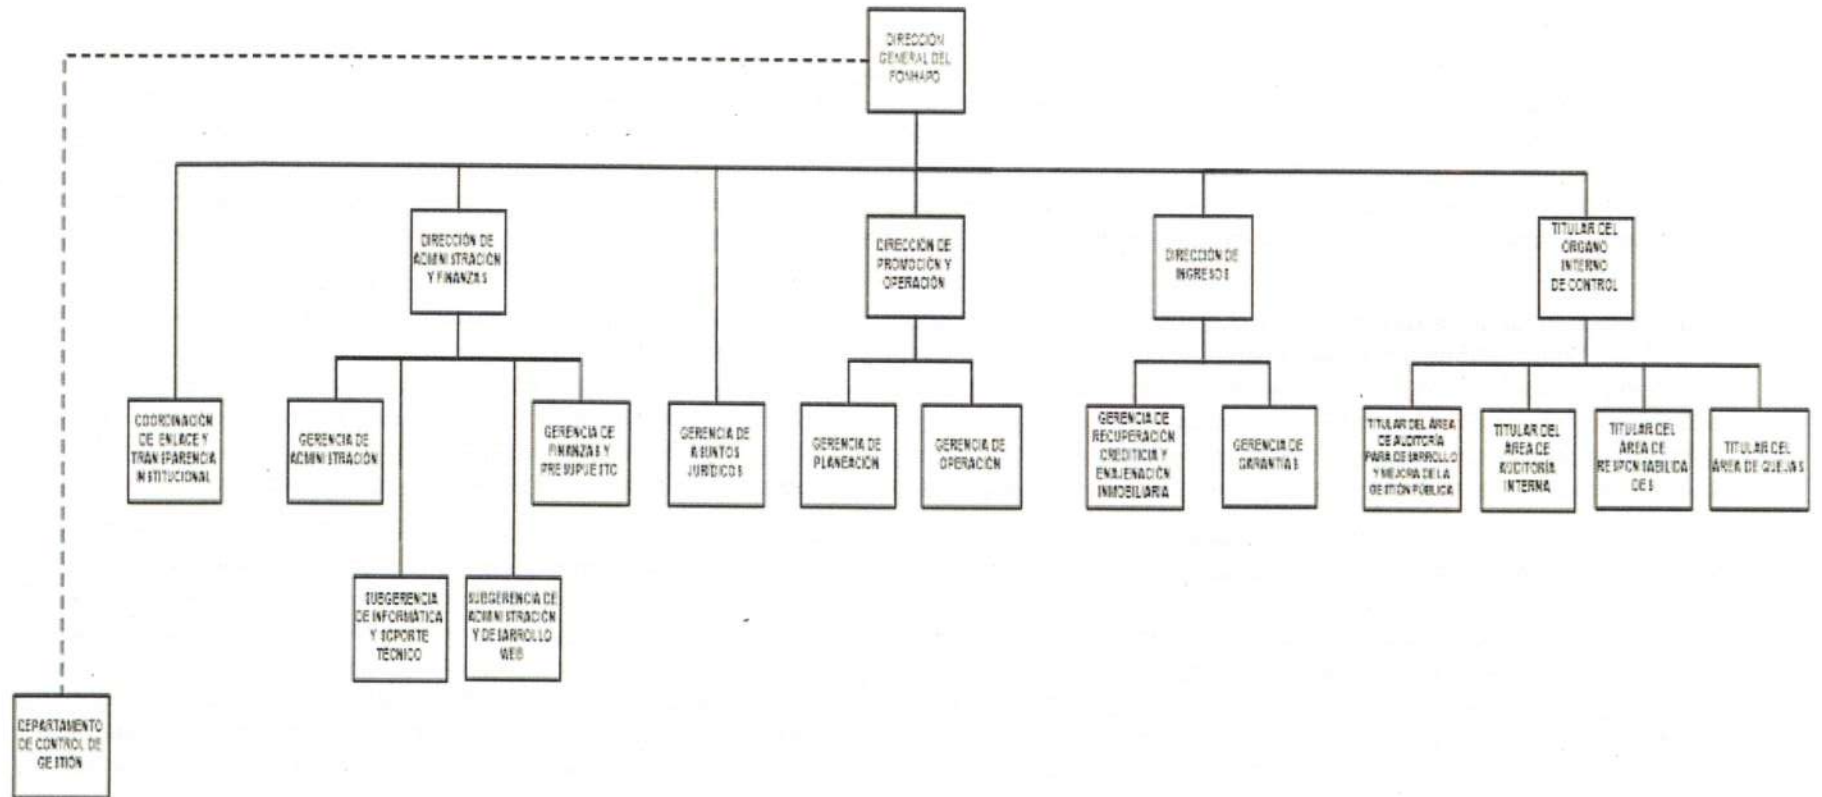 DIRECCIÓN
GENERAL DEL
FONHAPO
DIRECCIÓN DE
ADMINISTRACIÓN
Y FINANZAS
DIRECCIÓN DE
PROMOCIÓN Y
OPERACIÓN
DIRECCIÓN DE
INGRESOS
TITULAR DEL
ÓRGANO
INTERNO
DE CONTROL
COORDINACIÓN
DE ENLACE Y
TRANSPARENCIA
INSTITUCIONAL
GERENCIA DE
ADMINISTRACIÓN
GERENCIA DE
FINANZAS Y
PRESUPUESTO
GERENCIA DE
ASUNTOS
JURÍDICOS
GERENCIA DE
PLANEACIÓN
GERENCIA DE
OPERACIÓN
GERENCIA DE
RECUPERACIÓN
CREDITICIA Y
ENAJENACIÓN
INMOBILIARIA
GERENCIA DE
GARANTÍAS
TITULAR DEL ÁREA
DE AUDITORÍA
PARA DESARROLLO
Y MEJORA DE LA
GESTIÓN PÚBLICA
TITULAR DEL
ÁREA DE
AUDITORÍA
INTERNA
TITULAR DEL
ÁREA DE
RESPONSABILIDA
DES
TITULAR DEL
ÁREA DE QUEJAS
SUBGERENCIA
DE INFORMÁTICA
Y SOPORTE
TÉCNICO
SUBGERENCIA DE
ADMINISTRACIÓN
Y DESARROLLO
WEB
DEPARTAMENTO
DE CONTROL DE
GESTIÓN